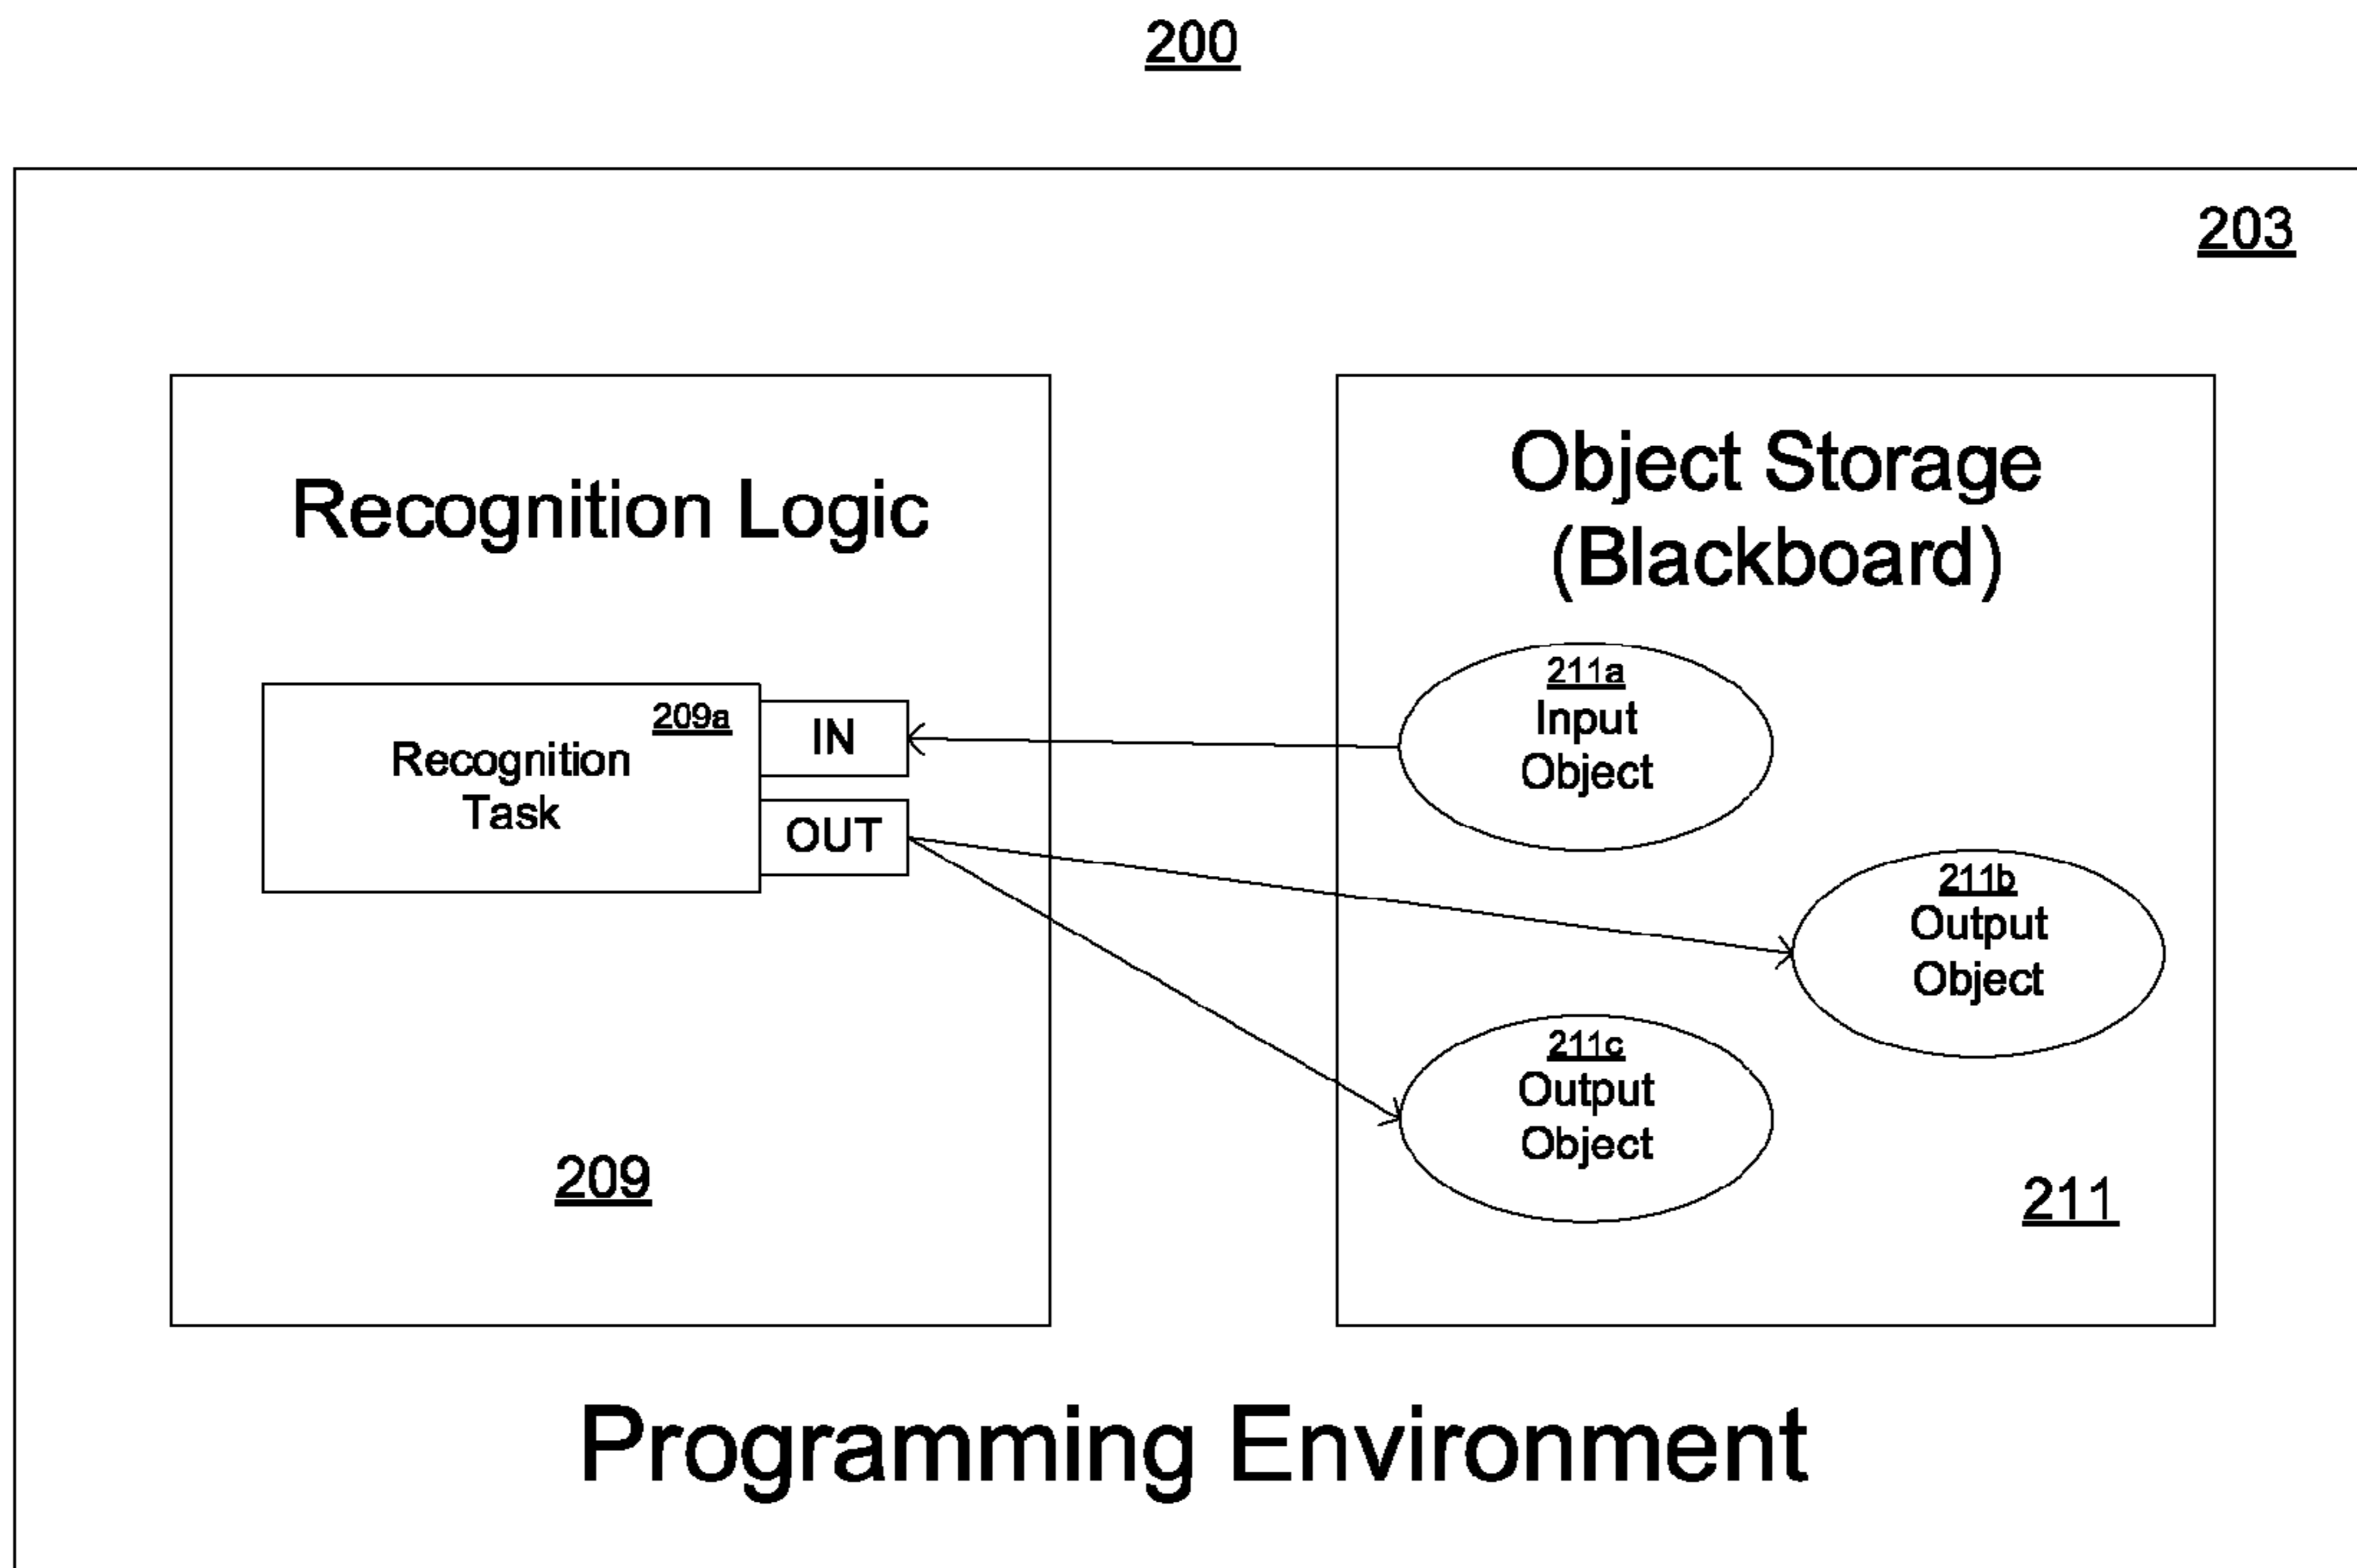 200
203
Recognition Logic
209a
Recognition
Task
IN
OUT
209
Object Storage
(Blackboard)
211a
Input
Object
211b
Output
Object
211c
Output
Object
211
Programming Environment